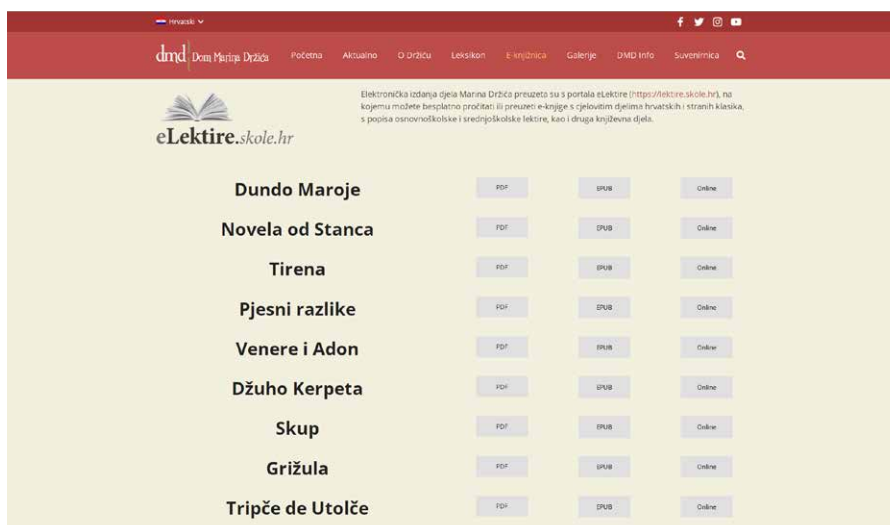 Hrvatski
dmd Dom Marina Držića Početna Aktualno O Držiću Leksikon E-knjižnica Galerije DMD Info Suvenirnica
Elektronička izdanja djela Marina Držića preuzeta su s portala eLektire (https://lektire.skole.hr), na
kojemu možete besplatno pročitati ili preuzeti e-knjige s cjelovitim djelima hrvatskih i stranih klasika,
s popisa osnovnoškolske i srednjoškolske lektire, kao i druga književna djela.
eLektire.skole.hr
Dundo Maroje PDF EPUB Online
Novela od Stanca PDF EPUB Online
Tirena PDF EPUB Online
Pjesni razlike PDF EPUB Online
Venere i Adon PDF EPUB Online
Džuho Kerpeta PDF EPUB Online
Skup PDF EPUB Online
Grižula PDF EPUB Online
Tripče de Utolče PDF EPUB Online